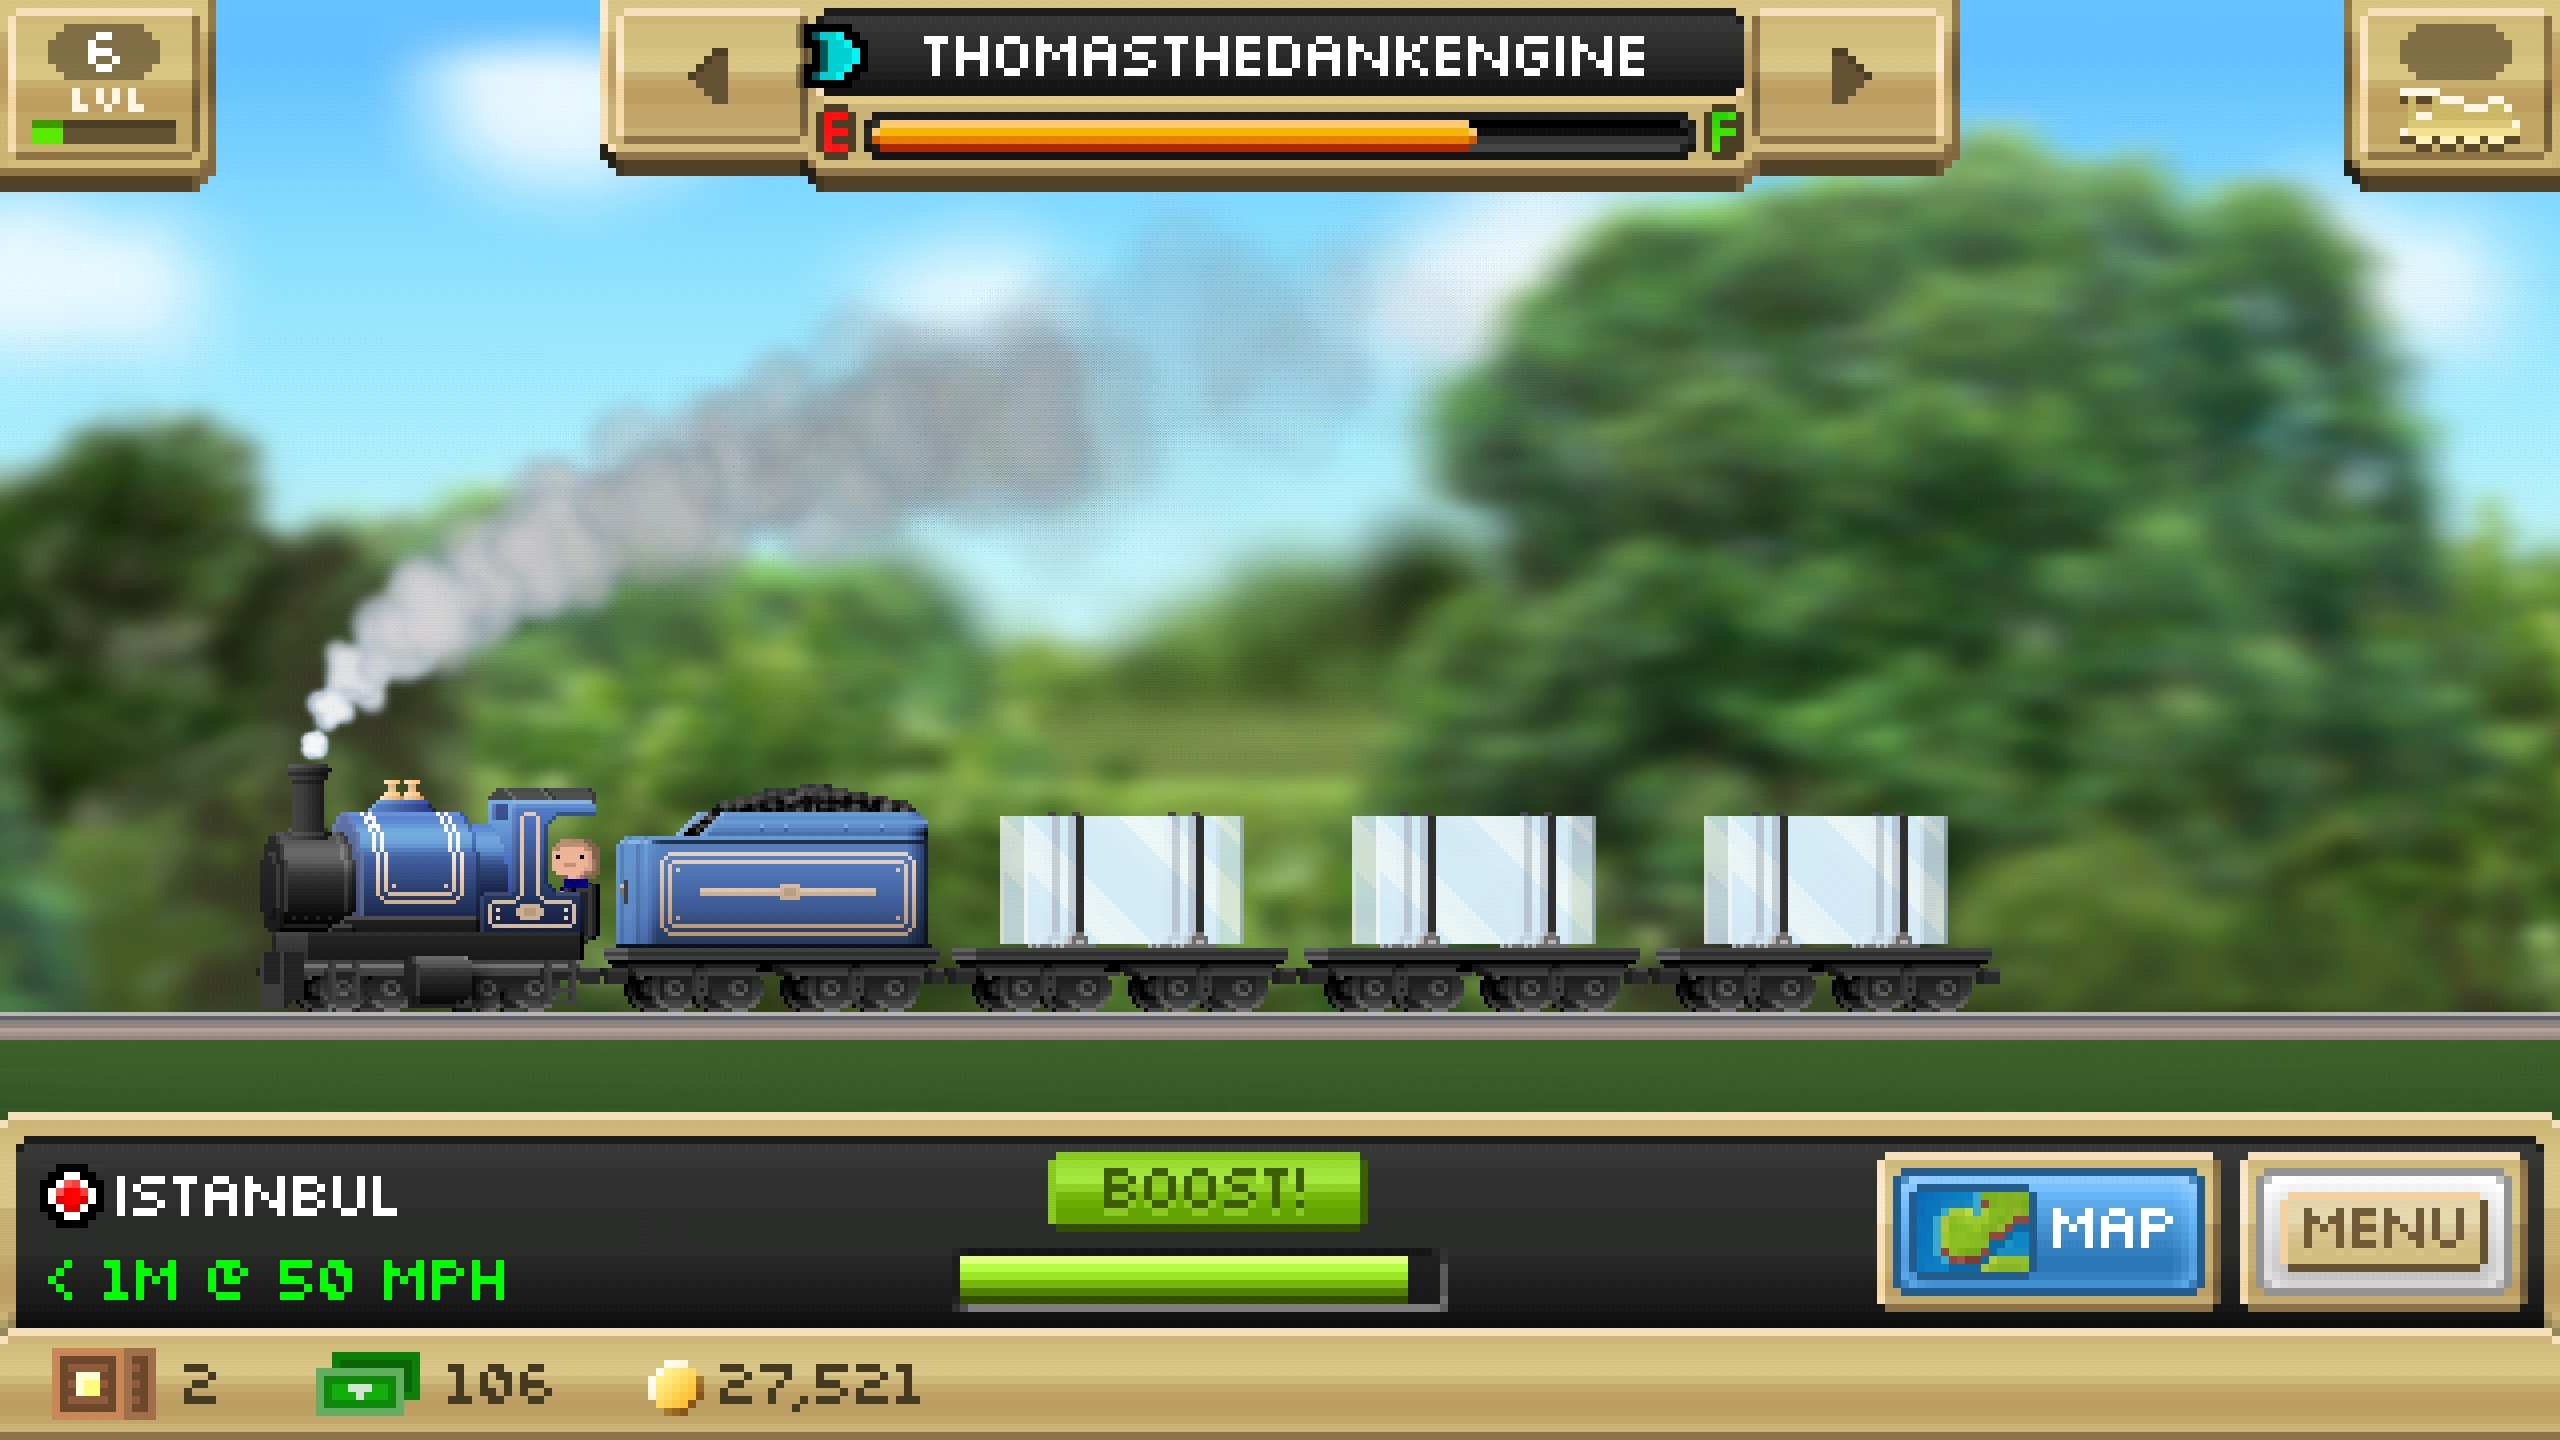 6
LVL
THOMASTHEDANKENGINE
E F
ISTANBUL
< 1M @ 50 MPH
BOOST!
MAP
MENU
2 106 27,521